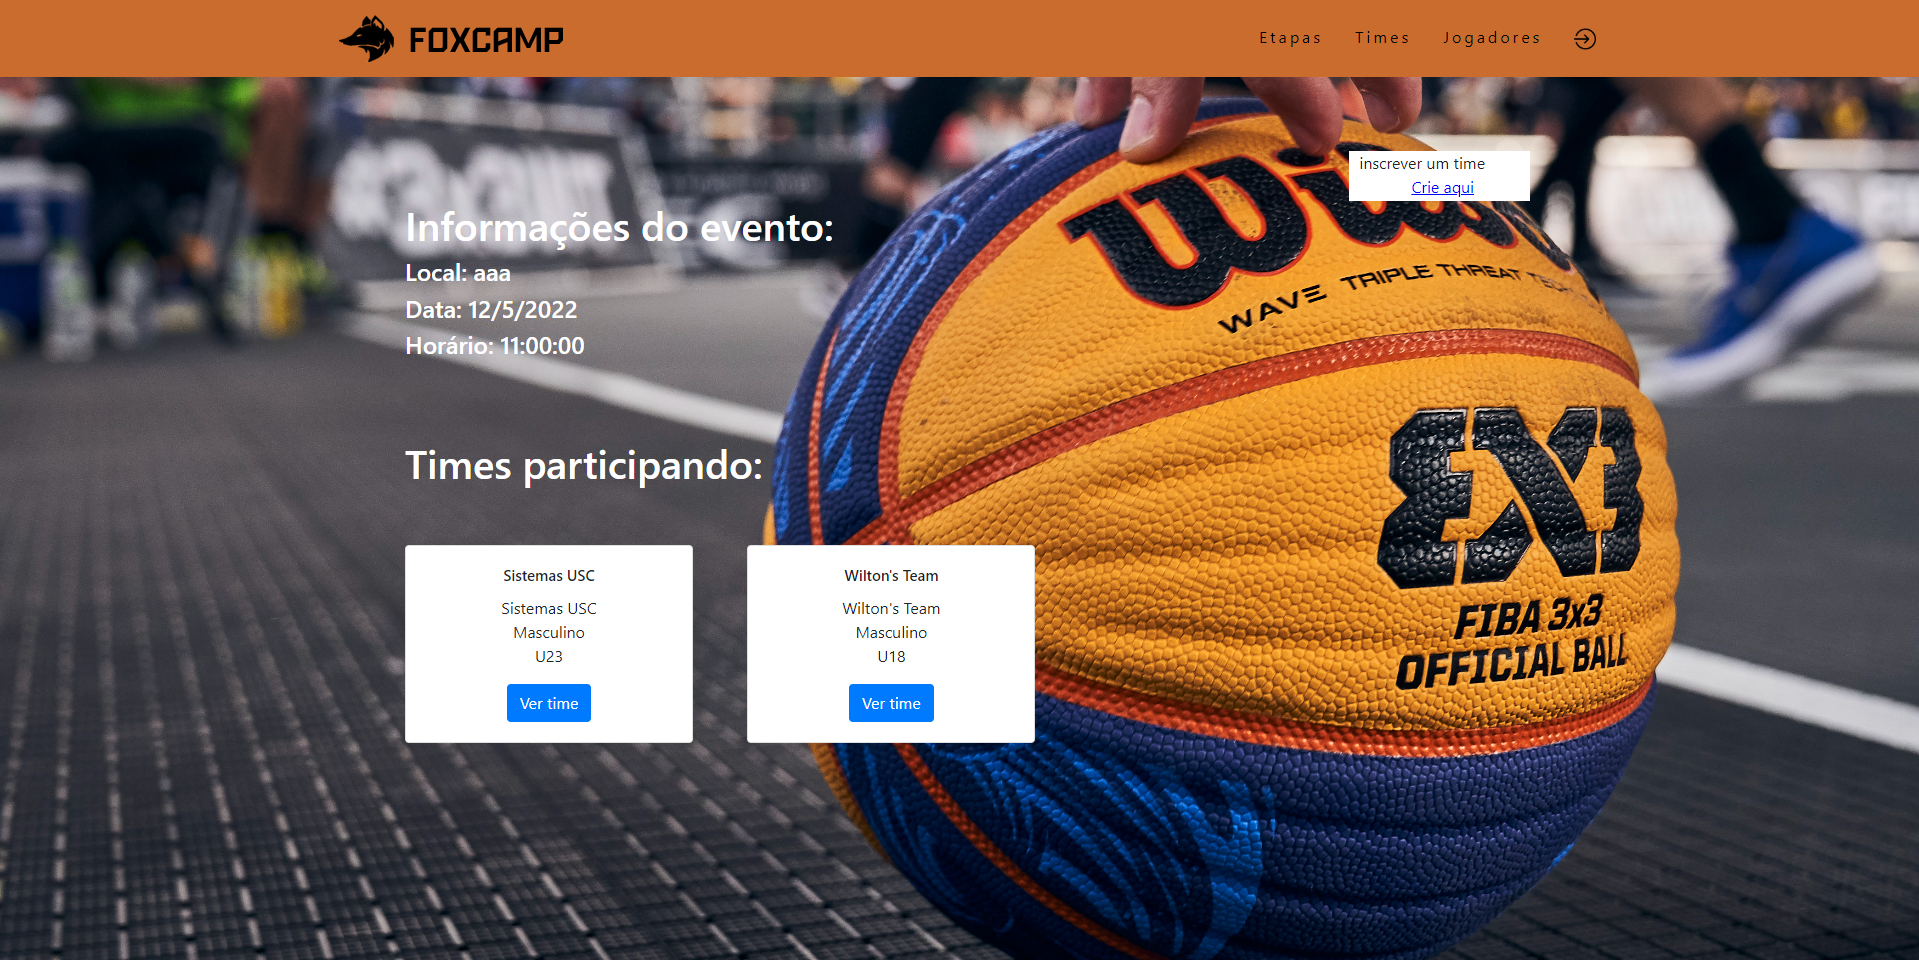 FOXCAMP
Etapas Times Jogadores
inscrever um time
Crie aqui
Informações do evento:
Local: aaa
Data: 12/5/2022
Horário: 11:00:00
WAVE TRIPLE THREAT
Times participando:
Sistemas USC
Sistemas USC
Masculino
U23
Ver time
Wilton's Team
Wilton's Team
Masculino
U18
Ver time
3X3
FIBA 3x3
OFFICIAL BALL